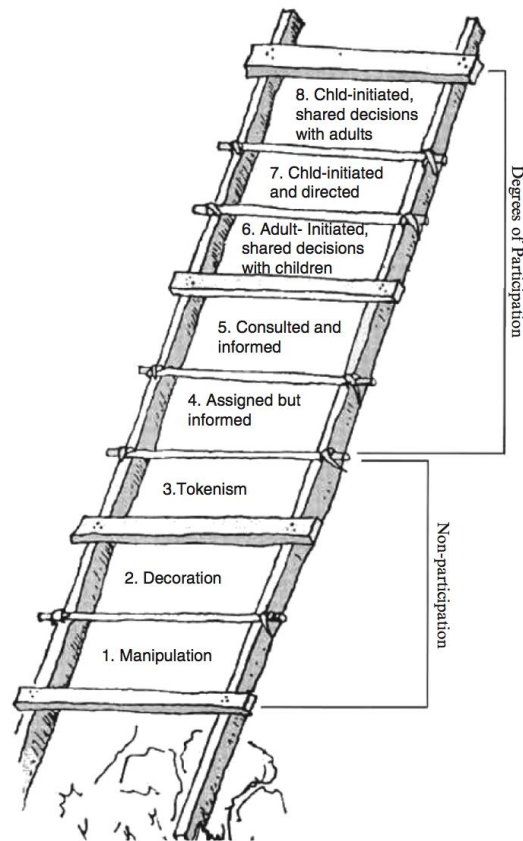 8. Chld-initiated,
shared decisions
with adults
7. Chld-initiated
and directed
6. Adult- Initiated,
shared decisions
with children
5. Consulted and
informed
4. Assigned but
informed
3.Tokenism
2. Decoration
1. Manipulation
Degrees of Participation
Non-participation